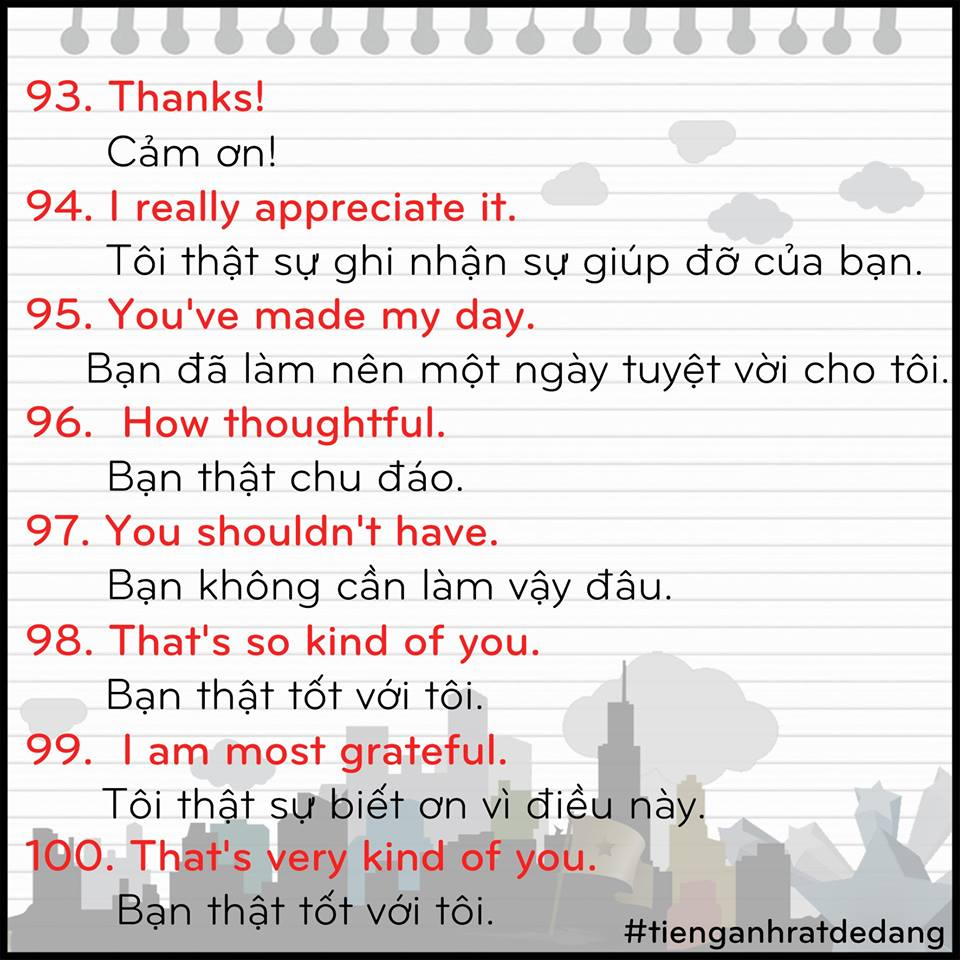 93. Thanks!
Cảm ơn!
94. I really appreciate it.
Tôi thật sự ghi nhận sự giúp đỡ của bạn.
95. You've made my day.
Bạn đã làm nên một ngày tuyệt vời cho tôi.
96. How thoughtful.
Bạn thật chu đáo.
97. You shouldn't have.
Bạn không cần làm vậy đâu.
98. That's so kind of you.
Bạn thật tốt với tôi.
99. I am most grateful.
Tôi thật sự biết ơn vì điều này.
100. That's very kind of you.
Bạn thật tốt với tôi.
#tienganhratdedang